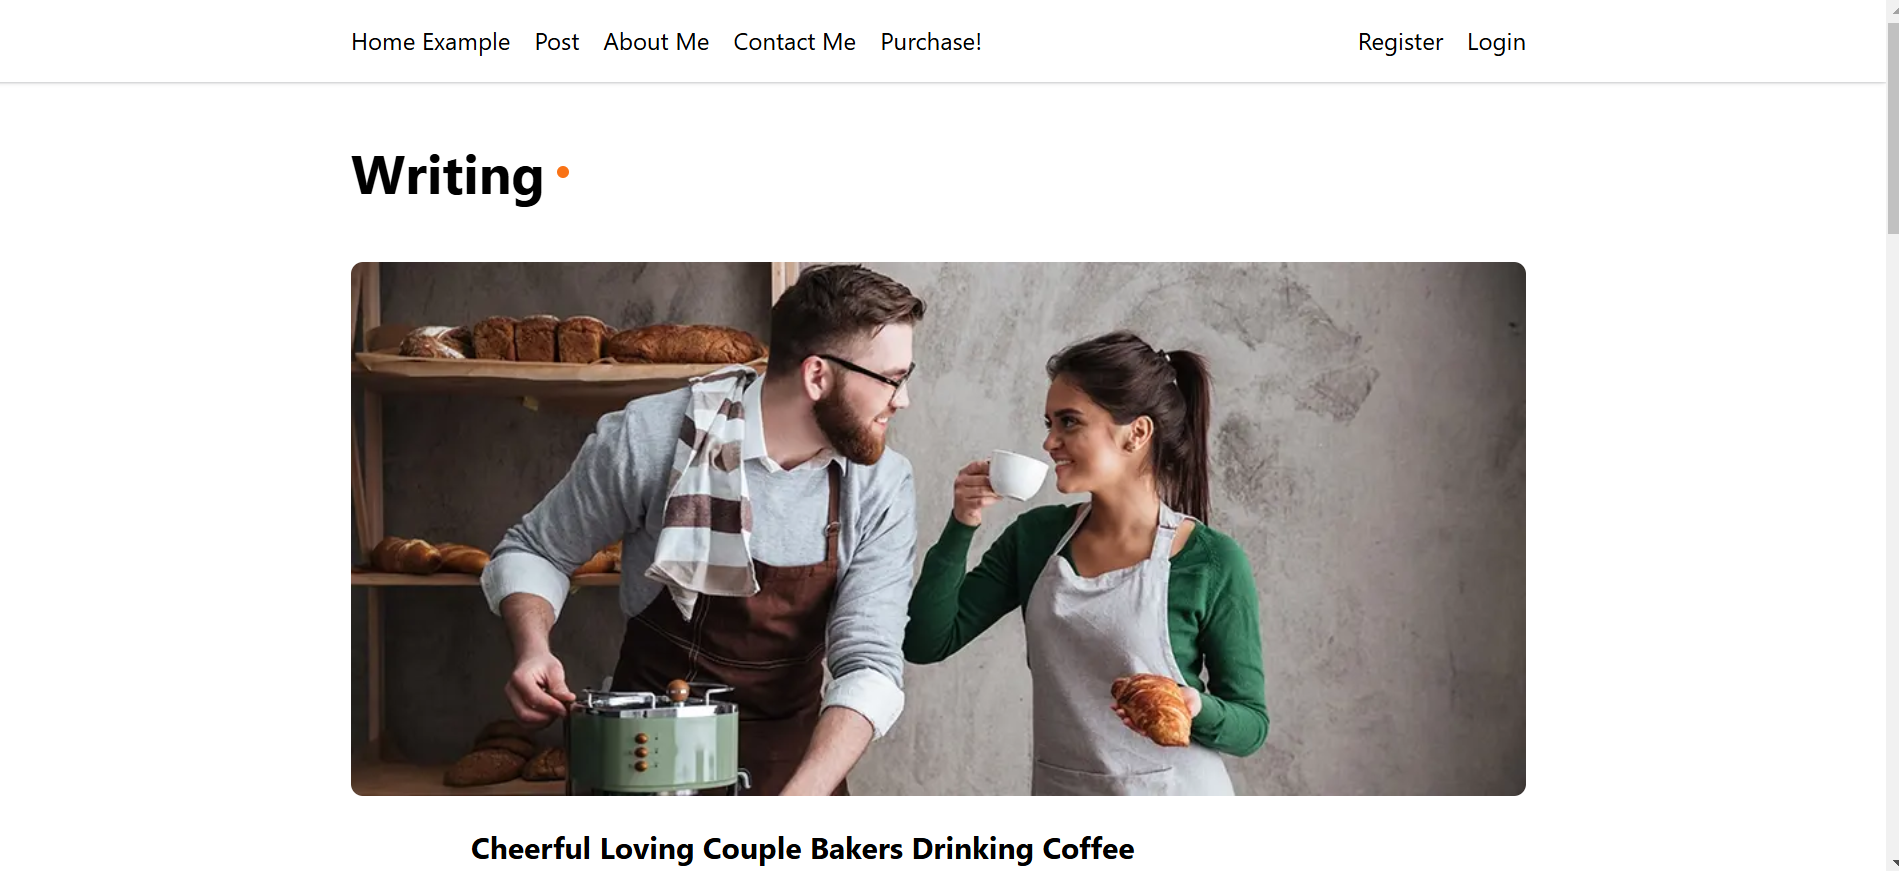 Home Example Post About Me Contact Me Purchase! Register Login
Writing
Cheerful Loving Couple Bakers Drinking Coffee